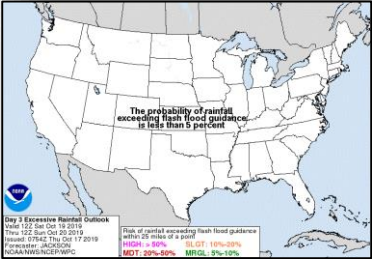 The probability of rainfall
exceeding flash flood guidance
is less than 5 percent
noaa
Day 3 Excessive Rainfall Outlook
Valid 12Z Sat Oct 19 2019
Thru 12Z Sun Oct 20 2019
Issued: 0754Z Thu Oct 17 2019
Forecaster: JACKSON
NOAA/NWS/NCEP/WPC
Risk of rainfall exceeding flash flood guidance
within 25 miles of a point
HIGH: > 50% SLGT: 10%-20%
MDT: 20%-50% MRGL: 5%-10%